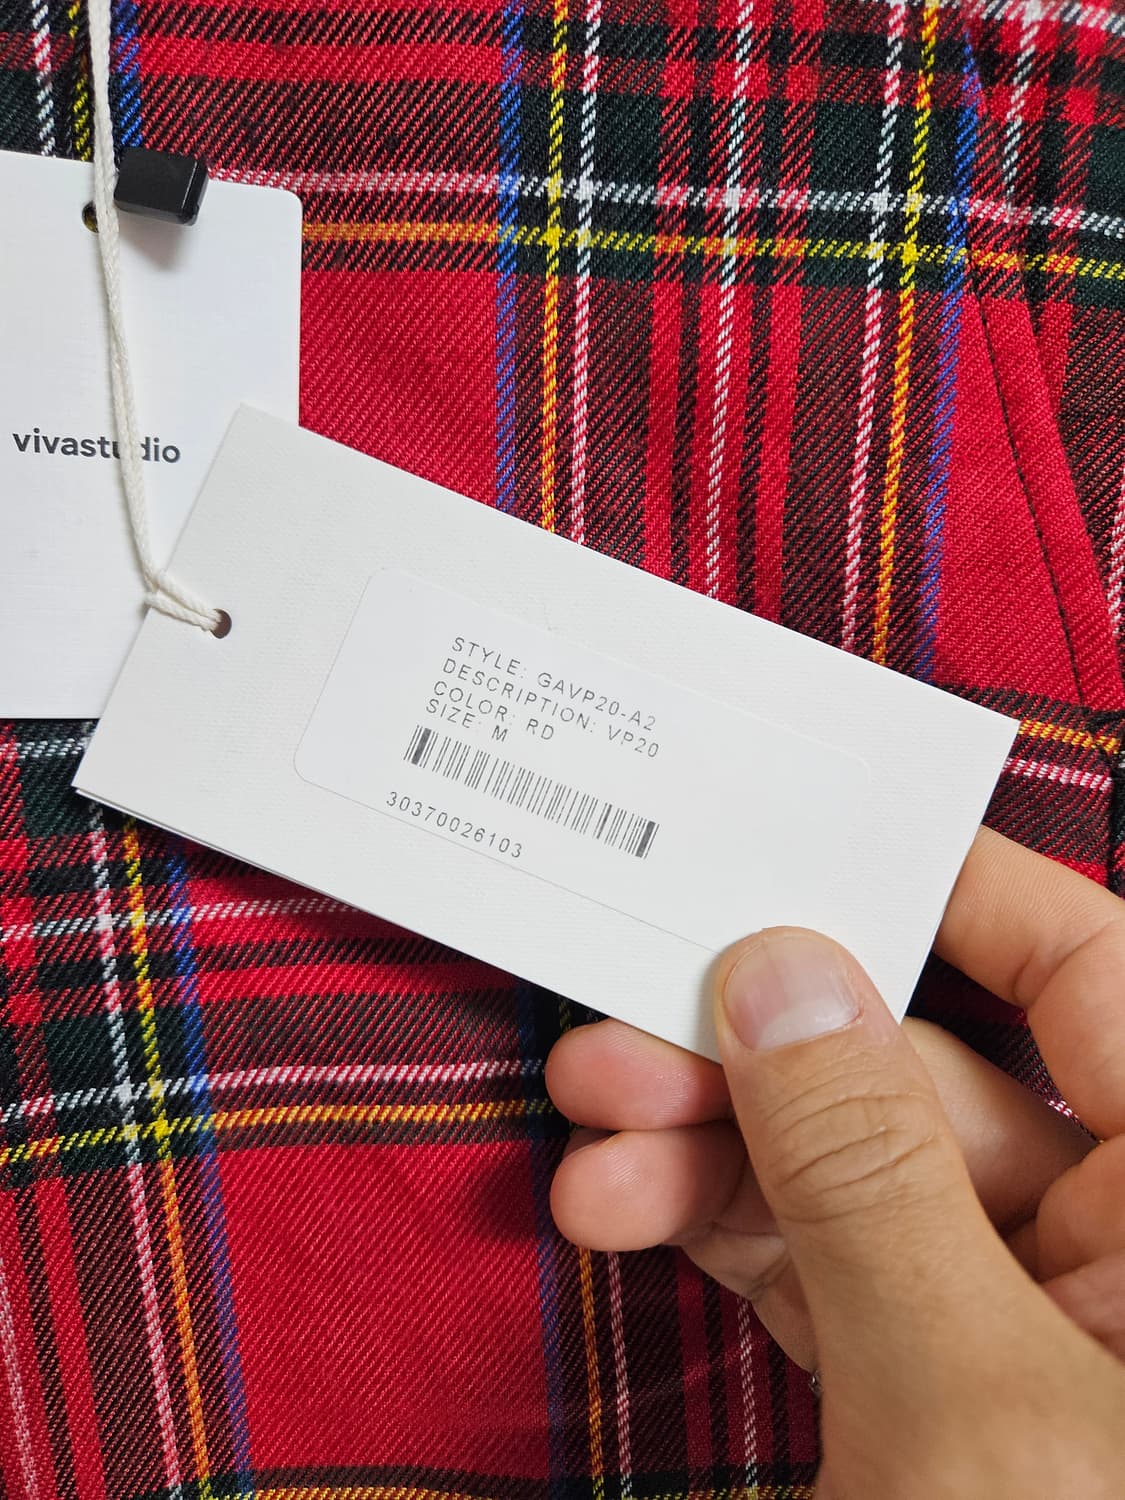 vivastudio
STYLE: GAVP20-A2
DESCRIPTION: VP20
COLOR: RD
SIZE: M
30370026103